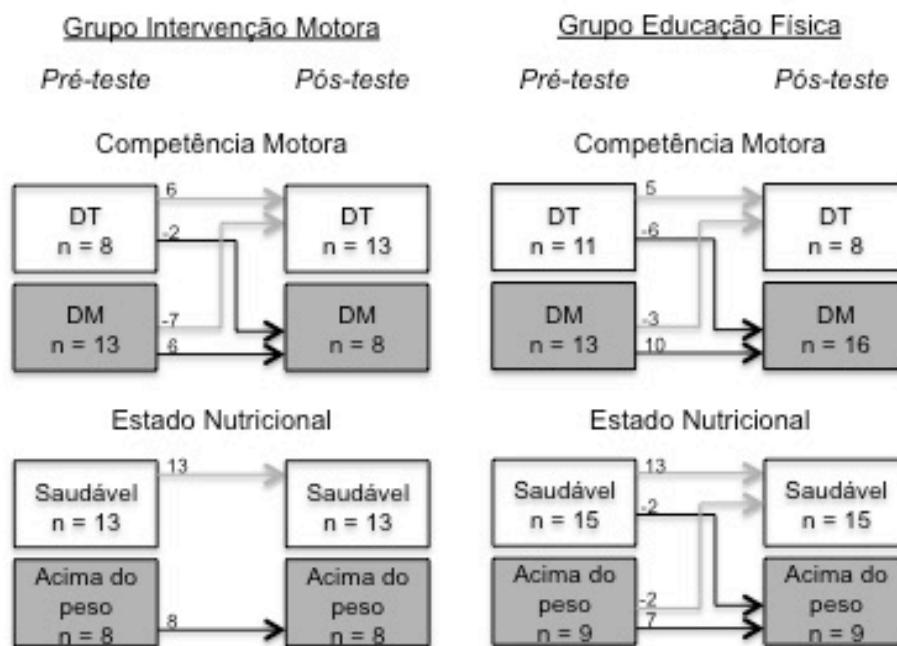 Grupo Intervenção Motora
Pré-teste Pós-teste
Competência Motora
DT
n = 8
6
-2
DT
n = 13
DM
n = 13
-7
6
DM
n = 8
Estado Nutricional
Saudável
n = 13
13
Saudável
n = 13
Acima do
peso
n = 8
8
Acima do
peso
n = 8
Grupo Educação Física
Pré-teste Pós-teste
Competência Motora
DT
n = 11
5
-6
DT
n = 8
DM
n = 13
-3
10
DM
n = 16
Estado Nutricional
Saudável
n = 15
13
-2
Saudável
n = 15
Acima do
peso
n = 9
-2
7
Acima do
peso
n = 9